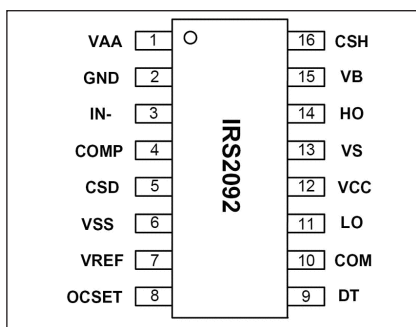 VAA 1 16 CSH
GND 2 15 VB
IN- 3 14 HO
COMP 4 13 VS
CSD 5 12 VCC
VSS 6 11 LO
VREF 7 10 COM
OCSET 8 9 DT
IRS2092